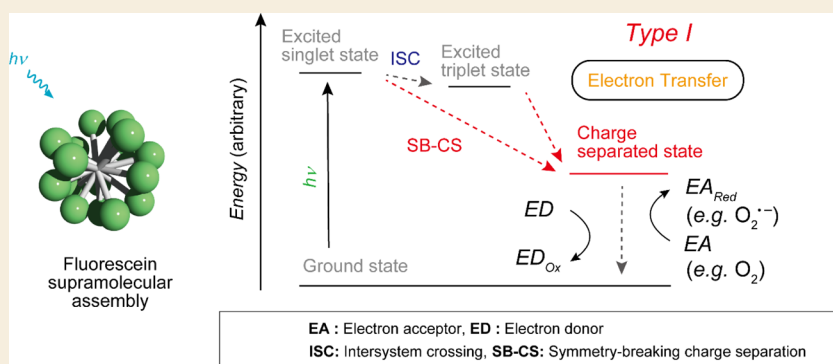 hν
Fluorescein
supramolecular
assembly
Energy (arbitrary)
Excited
singlet state
ISC
Excited
triplet state
Type I
Electron Transfer
hν
SB-CS
Charge
separated state
ED
ED_Ox
EA_Red
(e.g. O₂•−)
EA
(e.g. O₂)
Ground state
EA : Electron acceptor, ED : Electron donor
ISC: Intersystem crossing, SB-CS: Symmetry-breaking charge separation